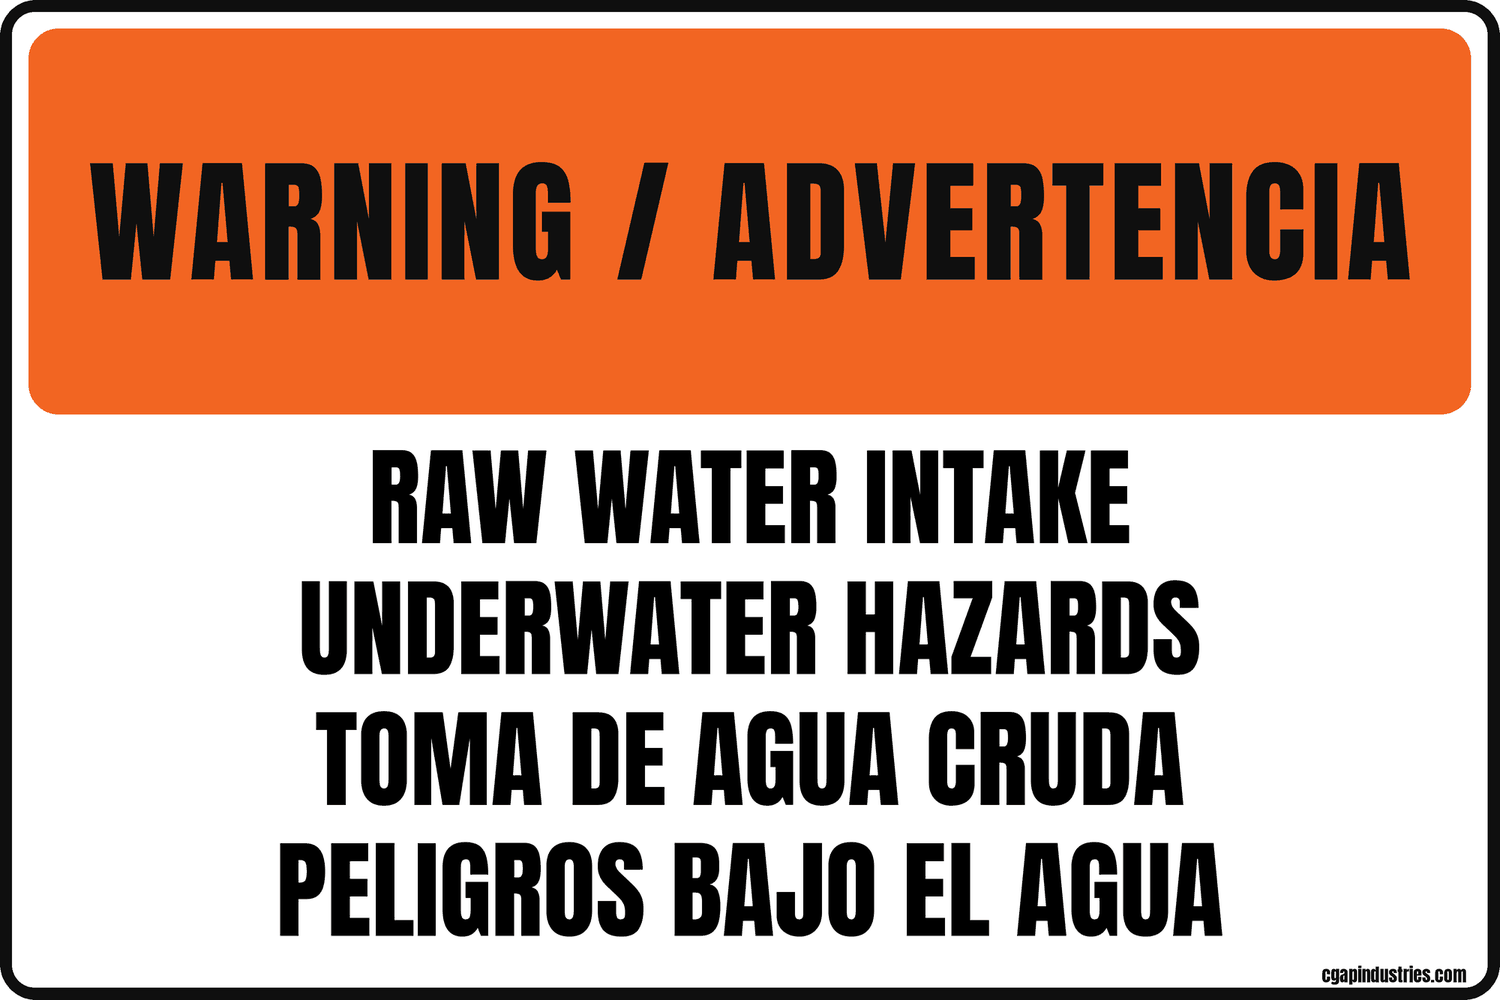 WARNING / ADVERTENCIA
RAW WATER INTAKE
UNDERWATER HAZARDS
TOMA DE AGUA CRUDA
PELIGROS BAJO EL AGUA
cgapindustries.com